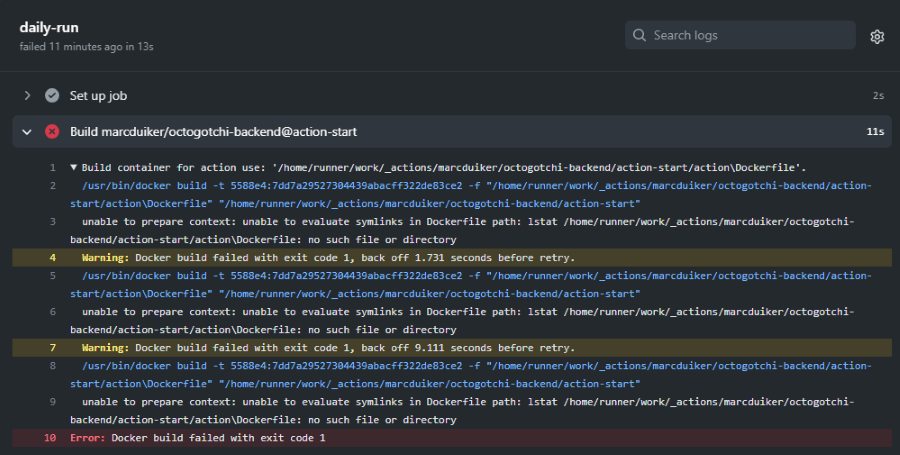 daily-run
failed 11 minutes ago in 13s
Search logs
Set up job 2s
Build marcduiker/octogotchi-backend@action-start 11s
1 ▼ Build container for action use: '/home/runner/work/_actions/marcduiker/octogotchi-backend/action-start/action\Dockerfile'.
2 /usr/bin/docker build -t 5588e4:7dd7a29527304439abacff322de83ce2 -f "/home/runner/work/_actions/marcduiker/octogotchi-backend/action-
start/action\Dockerfile" "/home/runner/work/_actions/marcduiker/octogotchi-backend/action-start"
3 unable to prepare context: unable to evaluate symlinks in Dockerfile path: lstat /home/runner/work/_actions/marcduiker/octogotchi-
backend/action-start/action\Dockerfile: no such file or directory
4 Warning: Docker build failed with exit code 1, back off 1.731 seconds before retry.
5 /usr/bin/docker build -t 5588e4:7dd7a29527304439abacff322de83ce2 -f "/home/runner/work/_actions/marcduiker/octogotchi-backend/action-
start/action\Dockerfile" "/home/runner/work/_actions/marcduiker/octogotchi-backend/action-start"
6 unable to prepare context: unable to evaluate symlinks in Dockerfile path: lstat /home/runner/work/_actions/marcduiker/octogotchi-
backend/action-start/action\Dockerfile: no such file or directory
7 Warning: Docker build failed with exit code 1, back off 9.111 seconds before retry.
8 /usr/bin/docker build -t 5588e4:7dd7a29527304439abacff322de83ce2 -f "/home/runner/work/_actions/marcduiker/octogotchi-backend/action-
start/action\Dockerfile" "/home/runner/work/_actions/marcduiker/octogotchi-backend/action-start"
9 unable to prepare context: unable to evaluate symlinks in Dockerfile path: lstat /home/runner/work/_actions/marcduiker/octogotchi-
backend/action-start/action\Dockerfile: no such file or directory
10 Error: Docker build failed with exit code 1